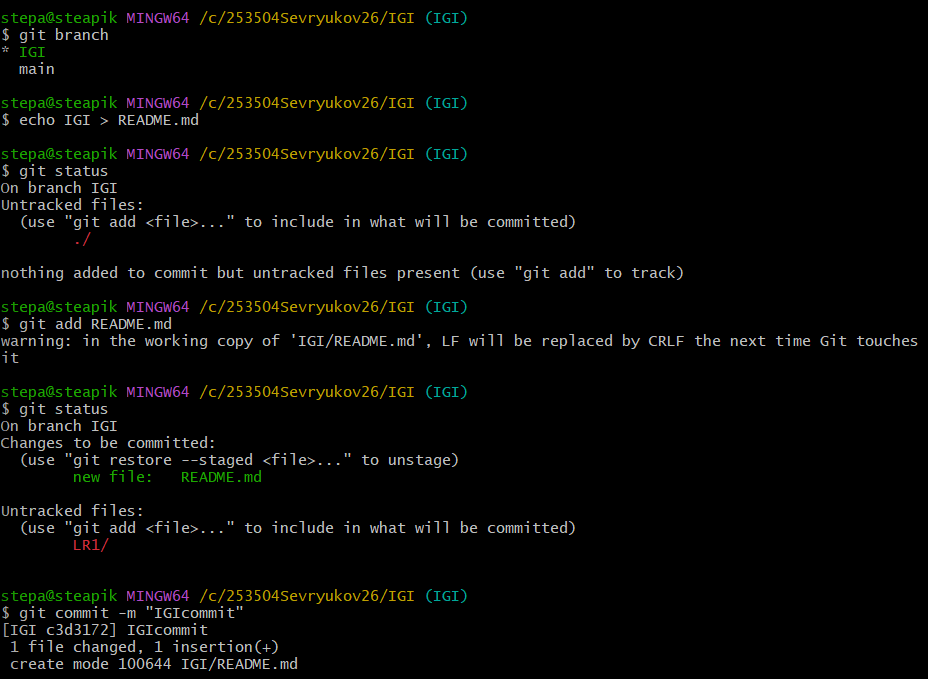 stepa@steapik MINGW64 /c/253504Sevryukov26/IGI (IGI)
$ git branch
* IGI
  main

stepa@steapik MINGW64 /c/253504Sevryukov26/IGI (IGI)
$ echo IGI > README.md

stepa@steapik MINGW64 /c/253504Sevryukov26/IGI (IGI)
$ git status
On branch IGI
Untracked files:
  (use "git add <file>..." to include in what will be committed)
        ./

nothing added to commit but untracked files present (use "git add" to track)

stepa@steapik MINGW64 /c/253504Sevryukov26/IGI (IGI)
$ git add README.md
warning: in the working copy of 'IGI/README.md', LF will be replaced by CRLF the next time Git touches
it

stepa@steapik MINGW64 /c/253504Sevryukov26/IGI (IGI)
$ git status
On branch IGI
Changes to be committed:
  (use "git restore --staged <file>..." to unstage)
        new file:   README.md

Untracked files:
  (use "git add <file>..." to include in what will be committed)
        LR1/


stepa@steapik MINGW64 /c/253504Sevryukov26/IGI (IGI)
$ git commit -m "IGIcommit"
[IGI c3d3172] IGIcommit
 1 file changed, 1 insertion(+)
 create mode 100644 IGI/README.md